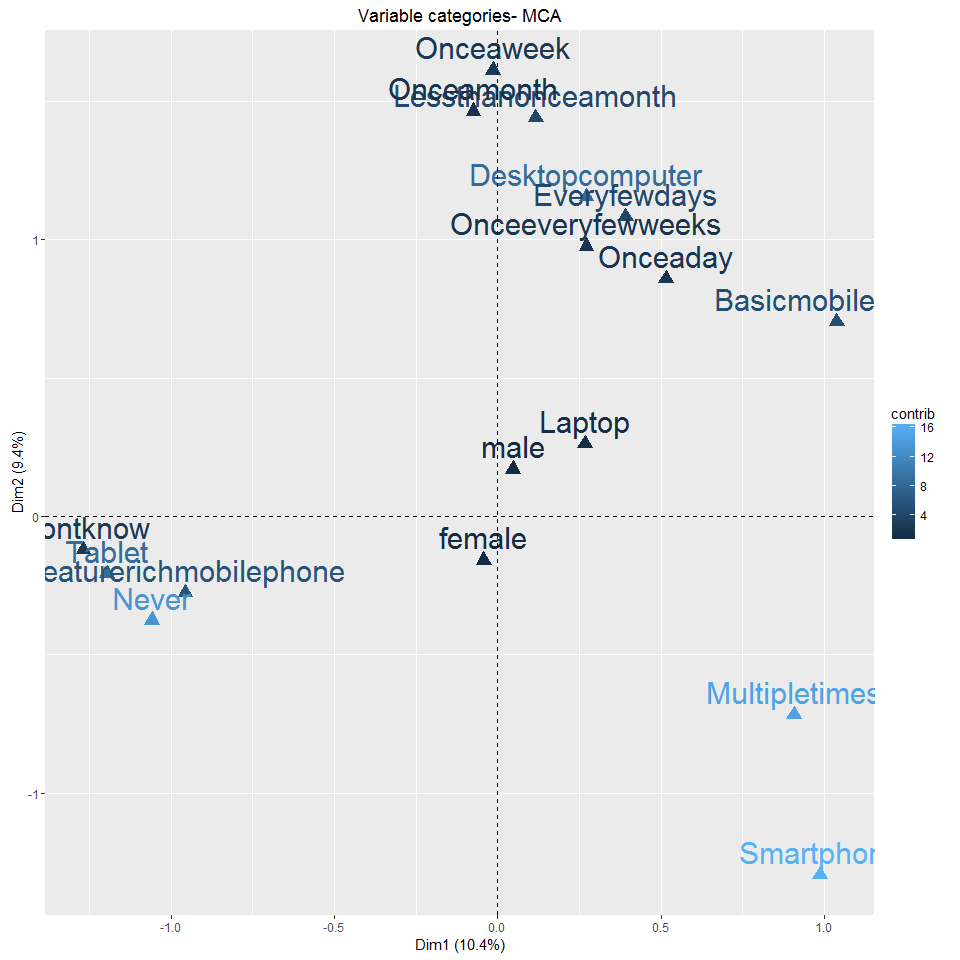 Variable categories- MCA
Onceaweek
Onceamonth
Lessthanonceamonth
Desktopcomputer
Everyfewdays
Onceeveryfewweeks
Onceaday
Basicmobile
Laptop
male
ontknow
female
Tablet
eaturerichmobilephone
Never
Multipletimes
Smartphon
1
0
-1
Dim2 (9.4%)
-1.0
-0.5
0.0
0.5
1.0
Dim1 (10.4%)
contrib
16
12
8
4